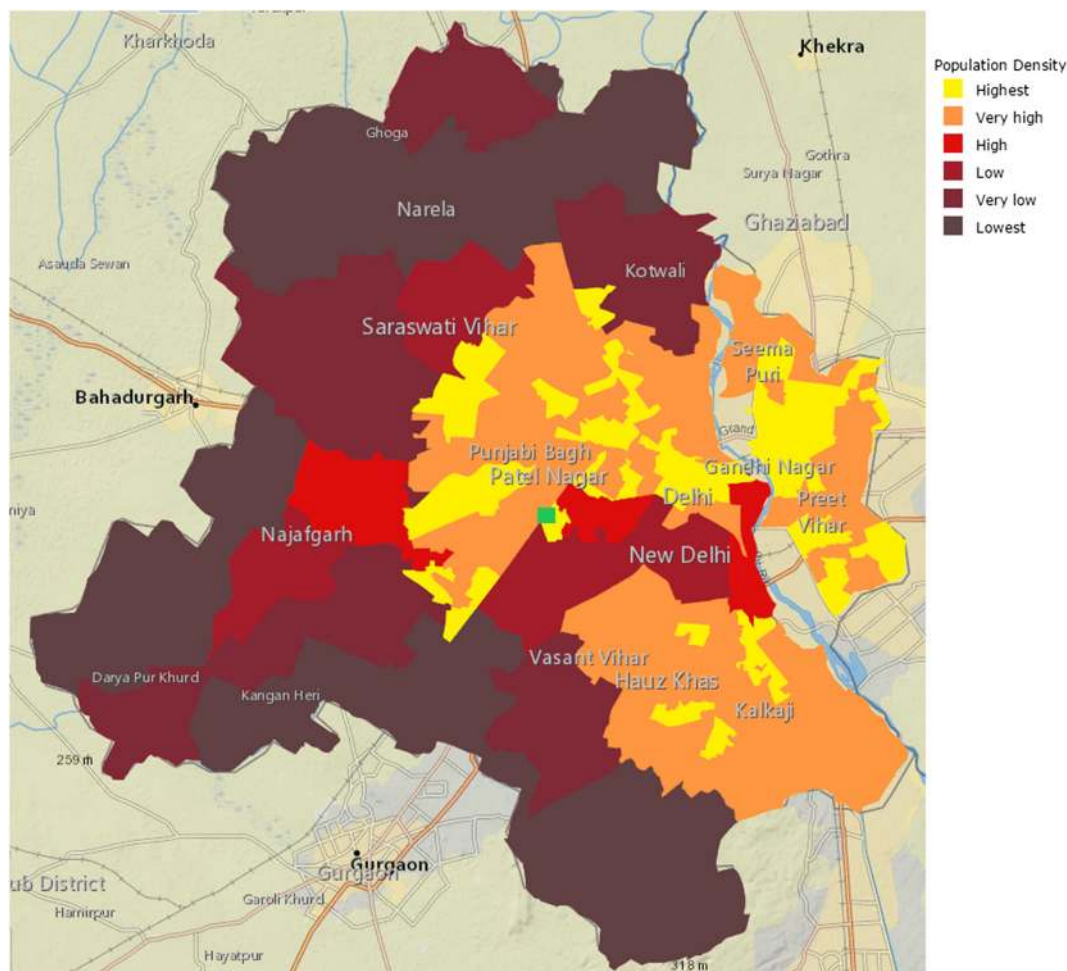 Kharkhoda
Khekra
Population Density
Highest
Very high
High
Low
Very low
Lowest
Ghoga
Gothra
Surya Nagar
Narela
Ghaziabad
Asauda Sewan
Kotwali
Saraswati Vihar
Seema
Puri
Bahadurgarh
Grand
Punjabi Bagh
Gandhi Nagar
Patel Nagar
Delhi
Preet
Vihar
niya
Najafgarh
New Delhi
Vasant Vihar
Darya Pur Khurd
Hauz Khas
Kangan Heri
Kalkaji
259 m
Gurgaon
Gurgaon
ub District
Garoli Khurd
Hamirpur
Hayatpur
318 m